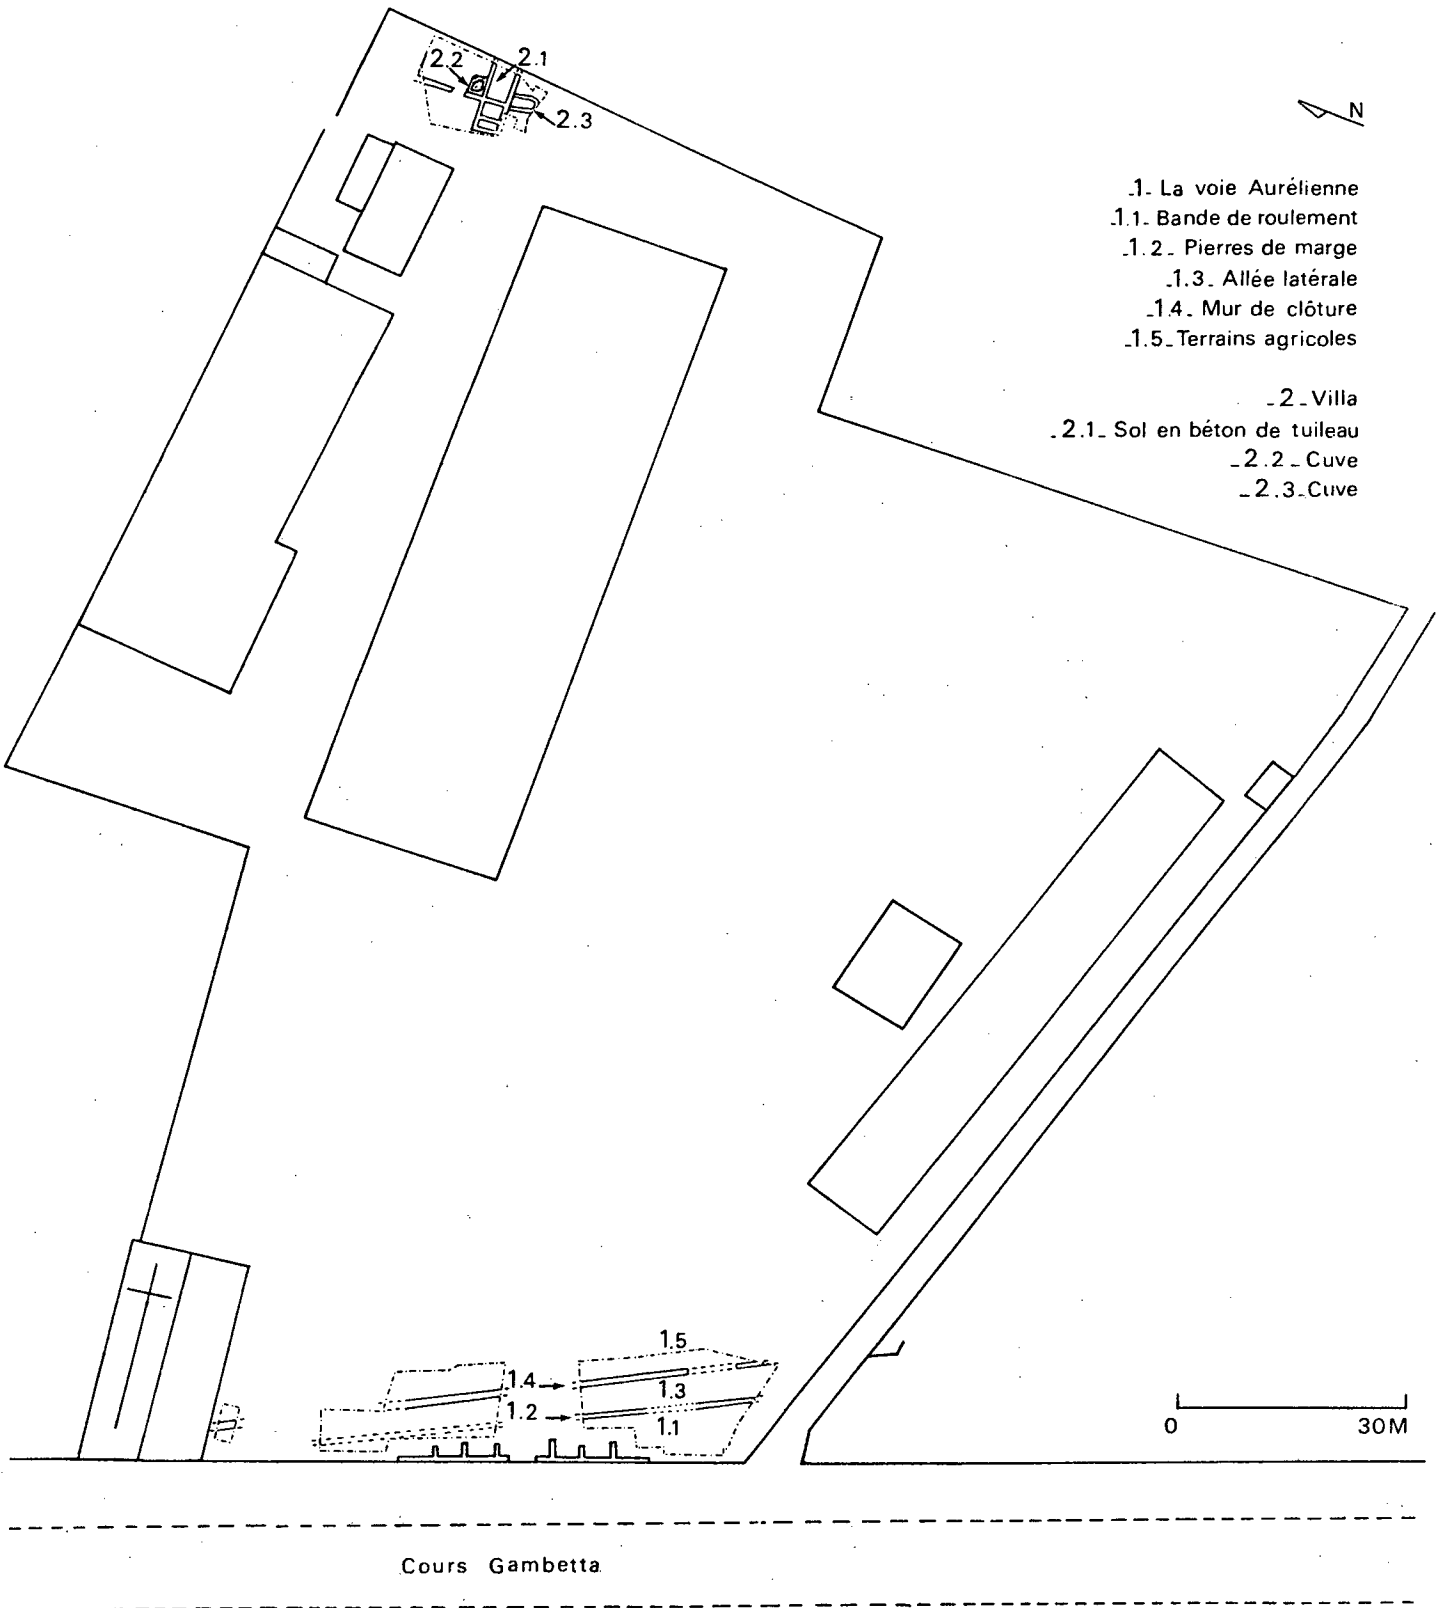 2.2
2.1
2.3
N
1. La voie Aurélienne
1.1. Bande de roulement
1.2. Pierres de marge
1.3. Allée latérale
1.4. Mur de clôture
1.5. Terrains agricoles
2. Villa
2.1. Sol en béton de tuileau
2.2. Cuve
2.3. Cuve
1.5
1.4
1.3
1.2
1.1
0 30M
Cours Gambetta